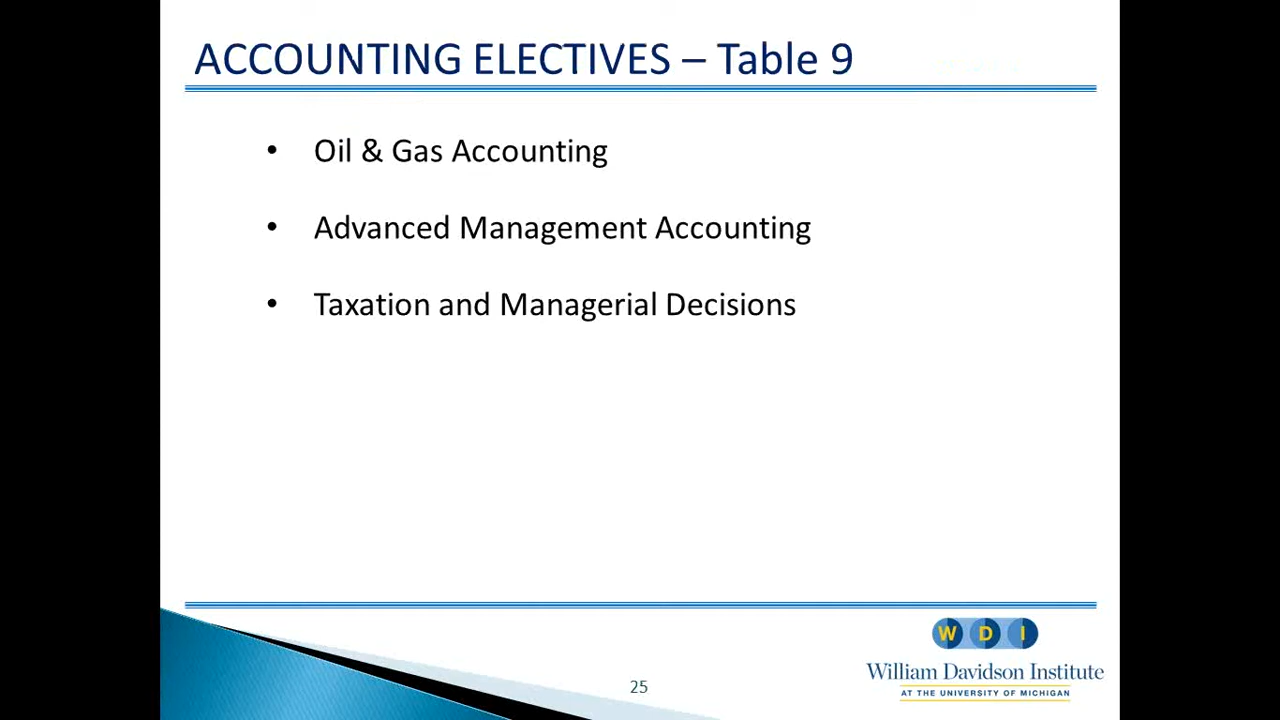 ACCOUNTING ELECTIVES – Table 9
• Oil & Gas Accounting
• Advanced Management Accounting
• Taxation and Managerial Decisions
W D I
William Davidson Institute
AT THE UNIVERSITY OF MICHIGAN
25